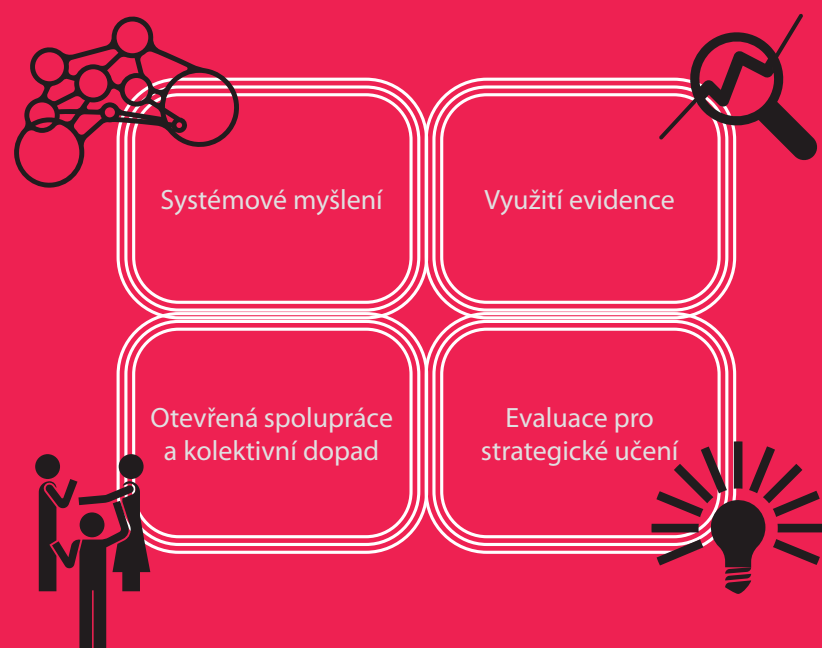 Systémové myšlení
Využití evidence
Otevřená spolupráce
a kolektivní dopad
Evaluace pro
strategické učení